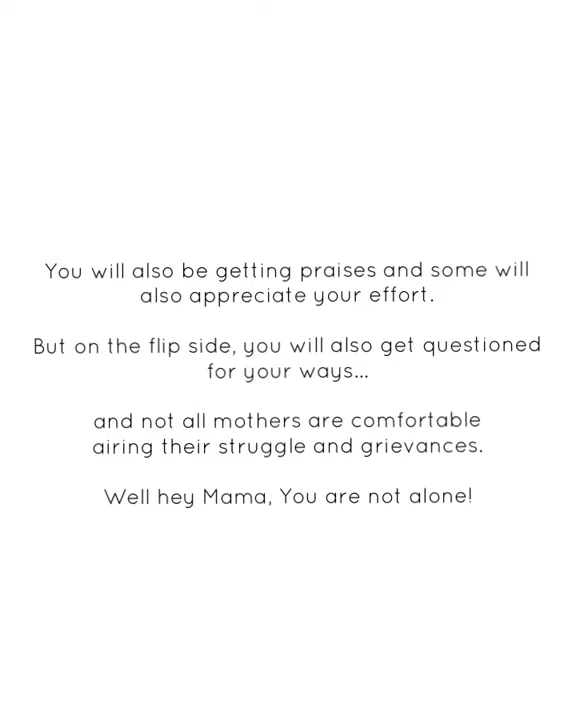 You will also be getting praises and some will
also appreciate your effort.
But on the flip side, you will also get questioned
for your ways...
and not all mothers are comfortable
airing their struggle and grievances.
Well hey Mama, You are not alone!